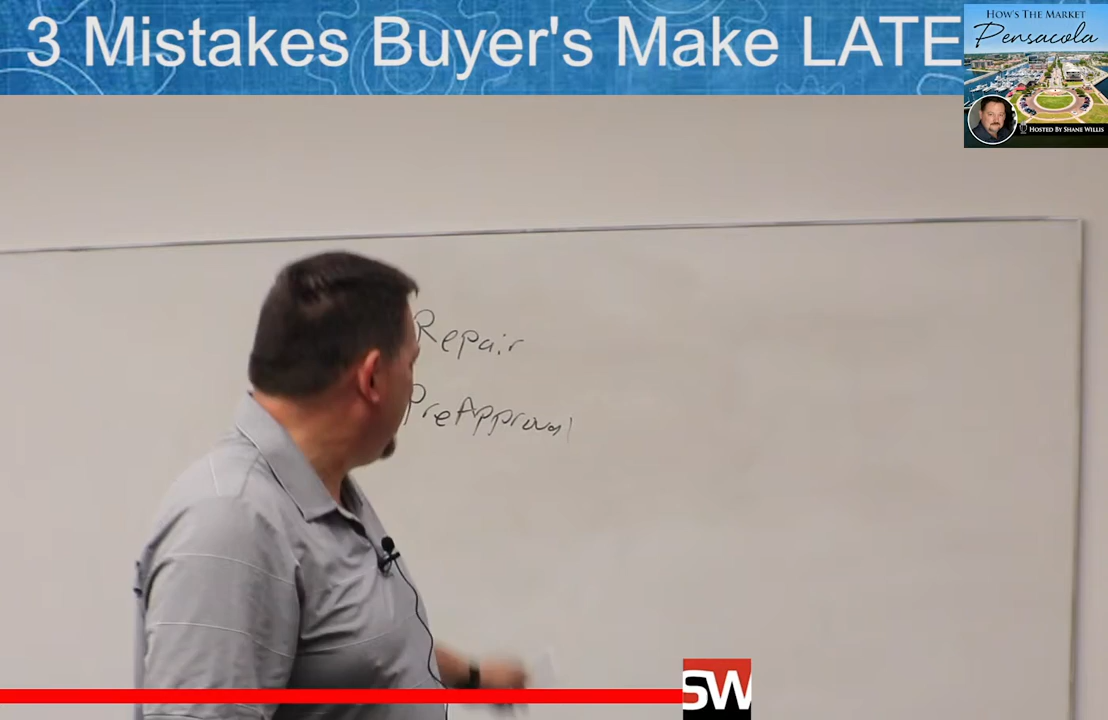 3 Mistakes Buyer's Make LATE
HOW'S THE MARKET
Pensacola
HOSTED BY SHANE WILLIS
Repair
PreApproval
SW